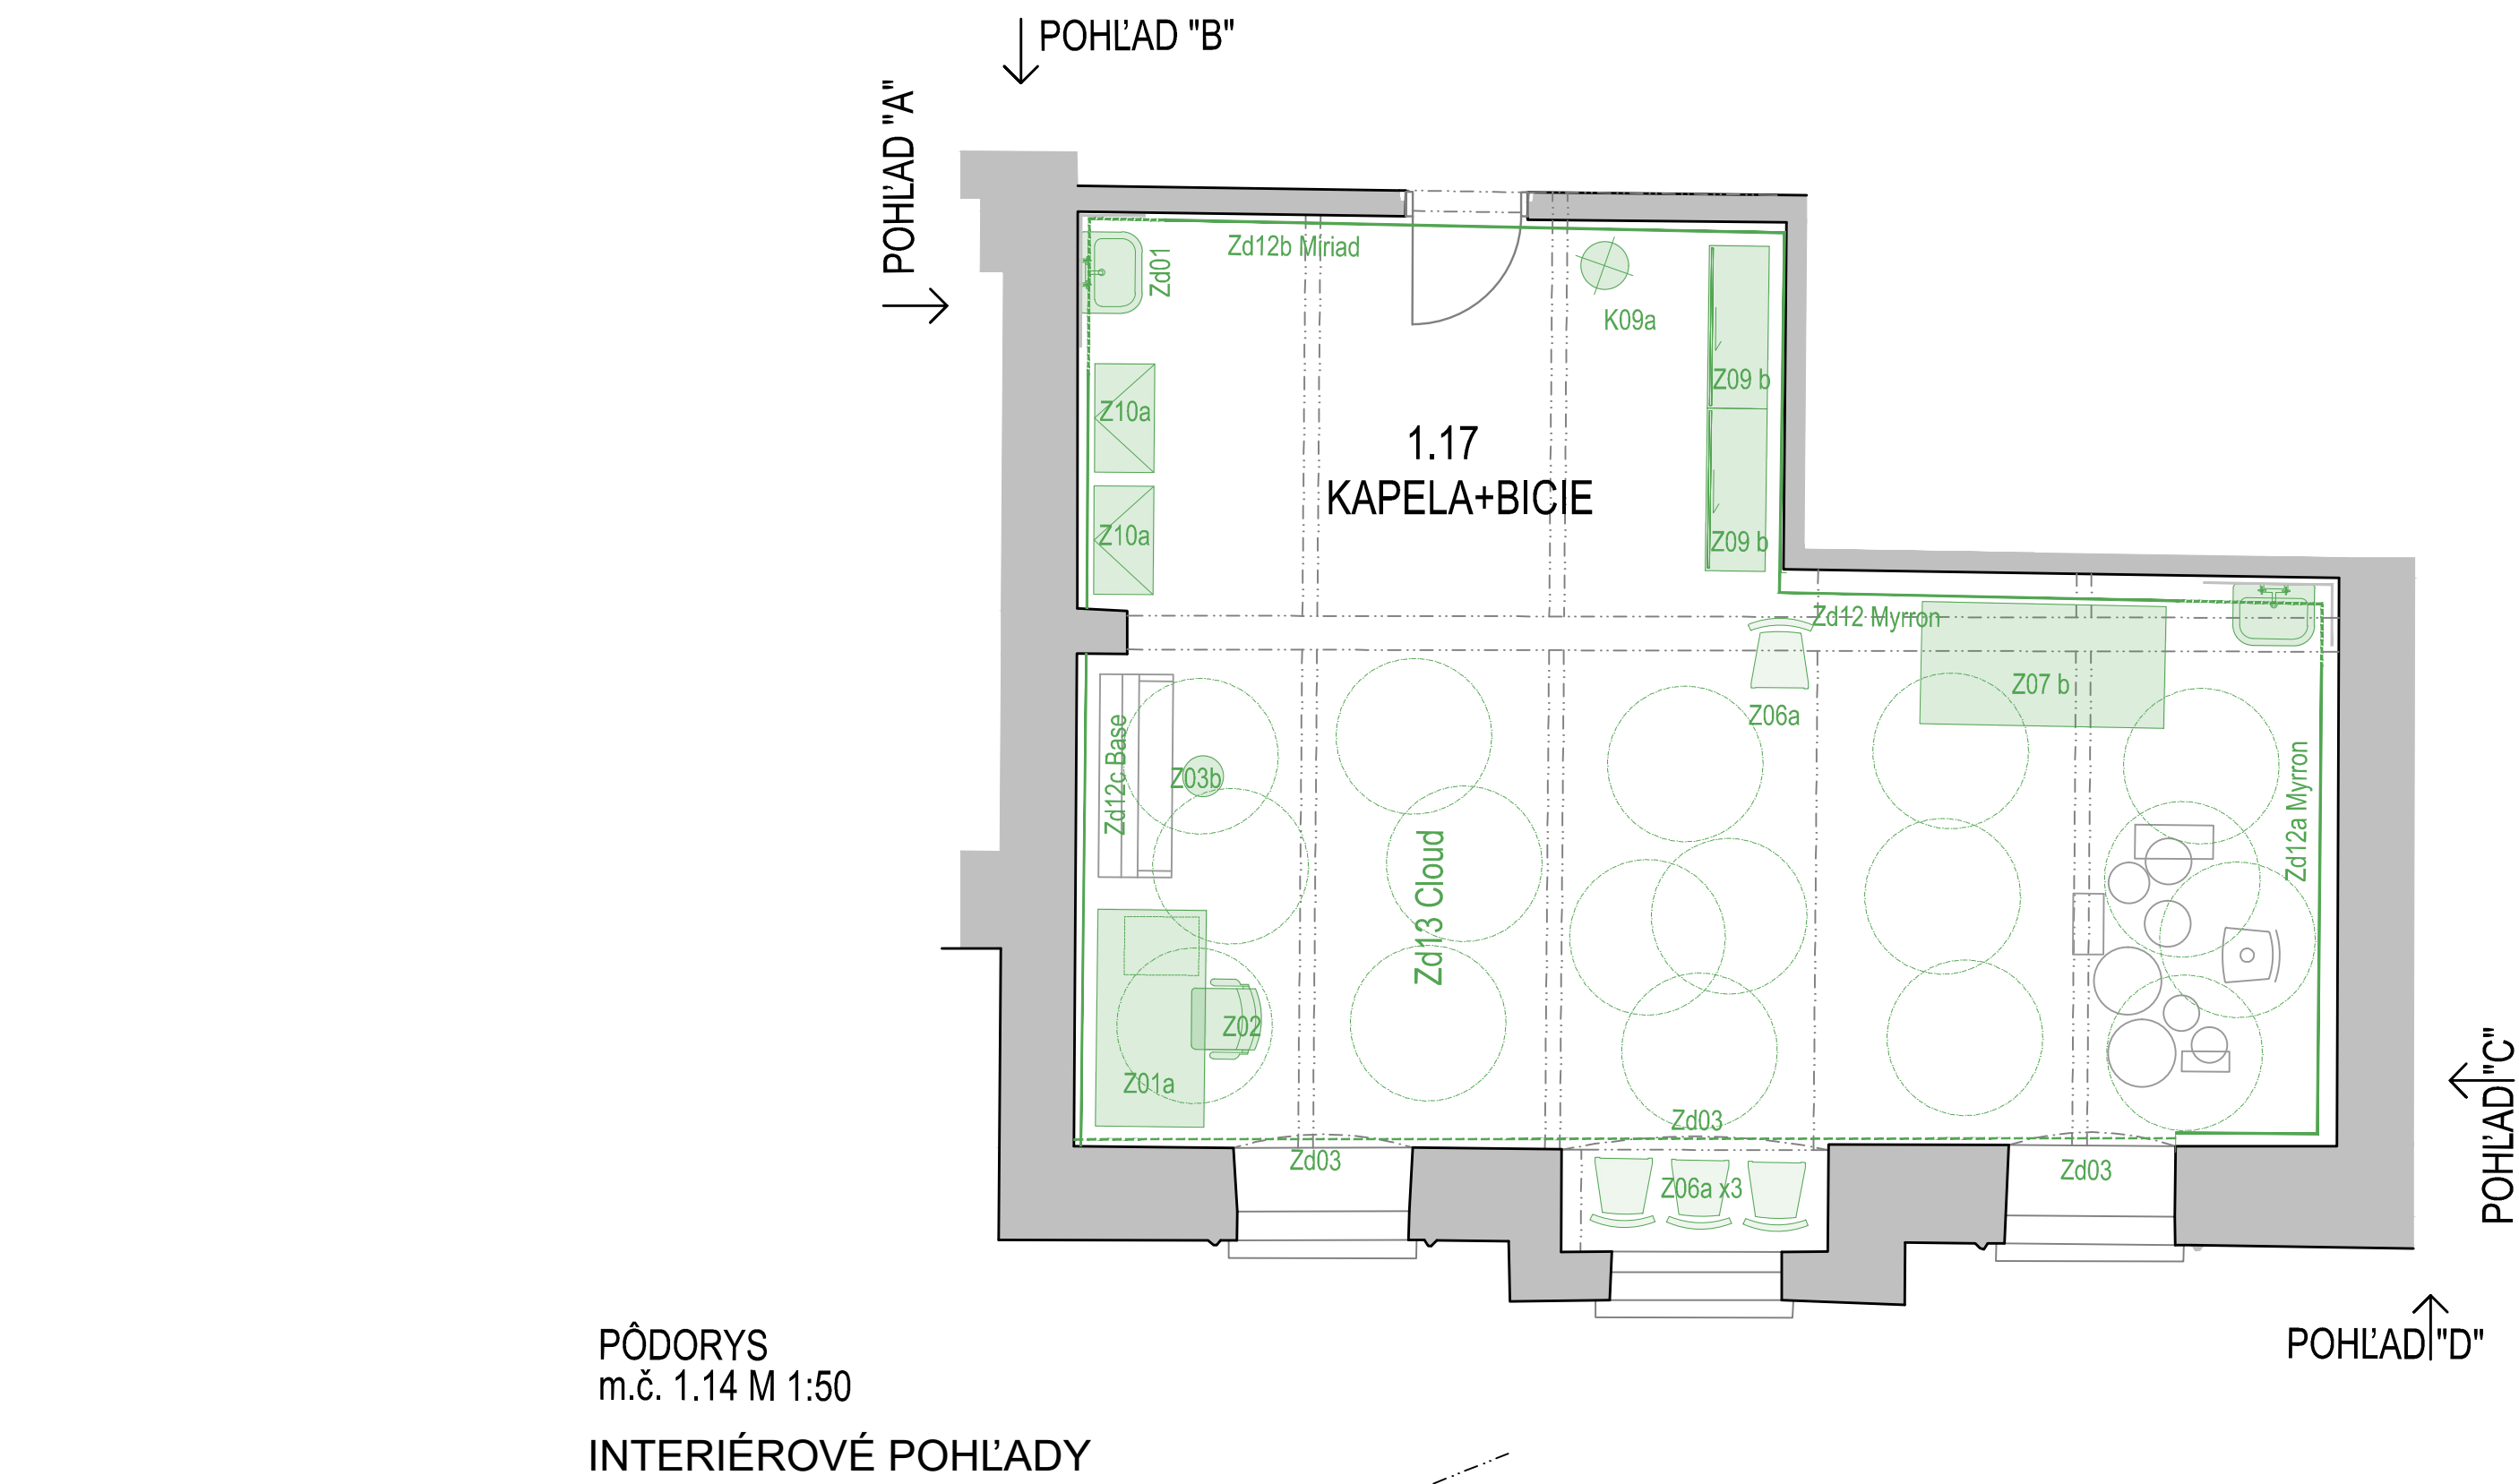 POHĽAD "B"
POHĽAD "A"
Zd12b Miriad
Zd01
K09a
Z09 b
Z10a
1.17
KAPELA+BICIE
Z10a
Z09 b
Zd12 Myrron
Z07 b
Z06a
Zd12c Base
Z03b
Zd13 Cloud
Zd12a Myrron
Z02
Z01a
Zd03
Zd03
Zd03
Z06a x3
POHĽAD "C"
POHĽAD "D"
PÔDORYS
m.č. 1.14 M 1:50
INTERIÉROVÉ POHĽADY